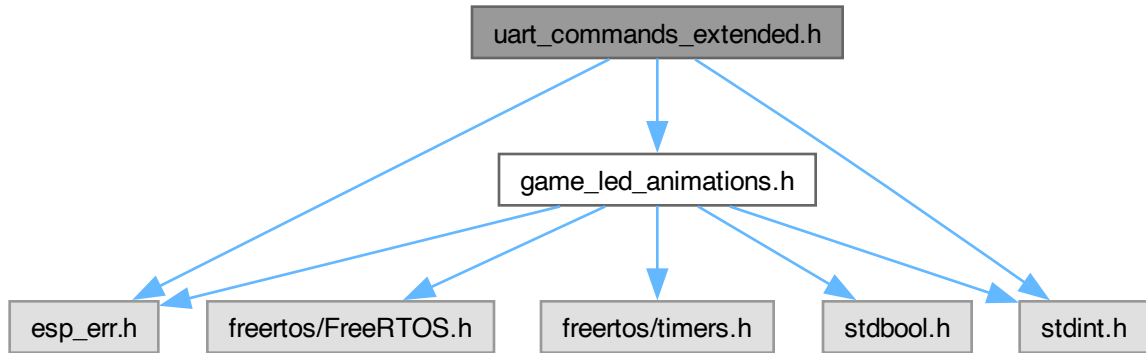 uart_commands_extended.h
game_led_animations.h
esp_err.h
freertos/FreeRTOS.h
freertos/timers.h
stdbool.h
stdint.h